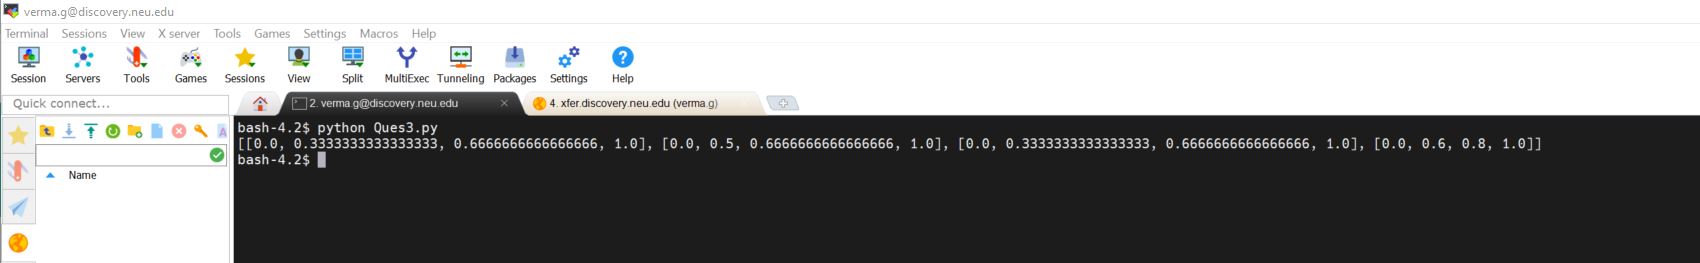 verma.g@discovery.neu.edu
Terminal Sessions View X server Tools Games Settings Macros Help
Session Servers Tools Games Sessions View Split MultiExec Tunneling Packages Settings Help
Quick connect...
2. verma.g@discovery.neu.edu
4. xfer.discovery.neu.edu (verma.g)
A
Name
bash-4.2$ python Ques3.py
[[0.0, 0.3333333333333333, 0.6666666666666666, 1.0], [0.0, 0.5, 0.6666666666666666, 1.0], [0.0, 0.3333333333333333, 0.6666666666666666, 1.0], [0.0, 0.6, 0.8, 1.0]]
bash-4.2$